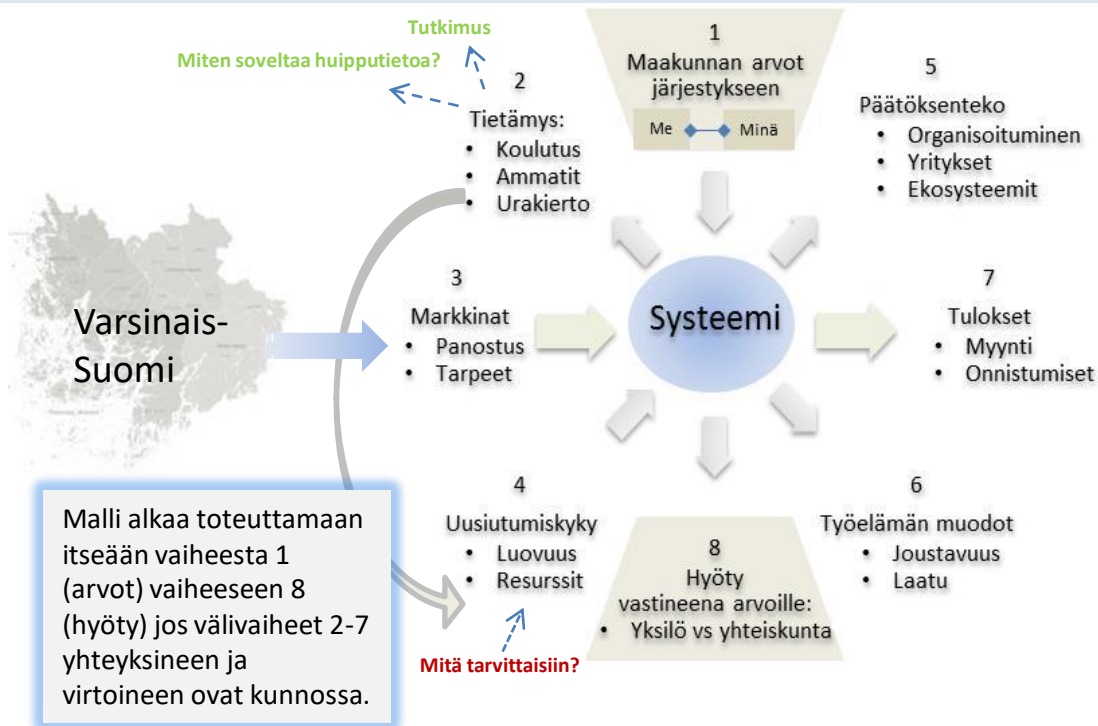 Tutkimus
Miten soveltaa huipputietoa?
1
Maakunnan arvot
järjestykseen
Me
Minä
2
Tietämys:
• Koulutus
• Ammatit
• Urakierto
5
Päätöksenteko
• Organisoituminen
• Yritykset
• Ekosysteemit
Varsinais-
Suomi
3
Markkinat
• Panostus
• Tarpeet
Systeemi
7
Tulokset
• Myynti
• Onnistumiset
4
Uusiutumiskyky
• Luovuus
• Resurssit
Mitä tarvittaisiin?
8
Hyöty
vastineena arvoille:
• Yksilö vs yhteiskunta
6
Työelämän muodot
• Joustavuus
• Laatu
Malli alkaa toteuttamaan
itseään vaiheesta 1
(arvot) vaiheeseen 8
(hyöty) jos välivaiheet 2-7
yhteyksineen ja
virtoineen ovat kunnossa.